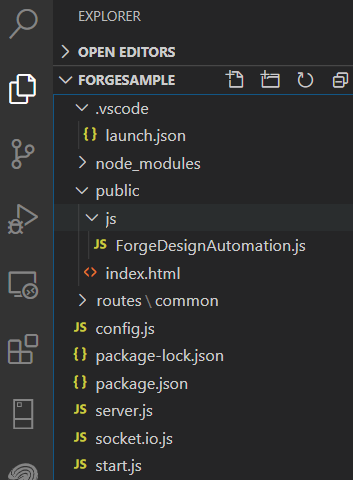 EXPLORER
OPEN EDITORS
FORGESAMPLE
.vscode
{} launch.json
node_modules
public
js
JS ForgeDesignAutomation.js
<> index.html
routes \ common
JS config.js
{} package-lock.json
{} package.json
JS server.js
JS socket.io.js
JS start.js